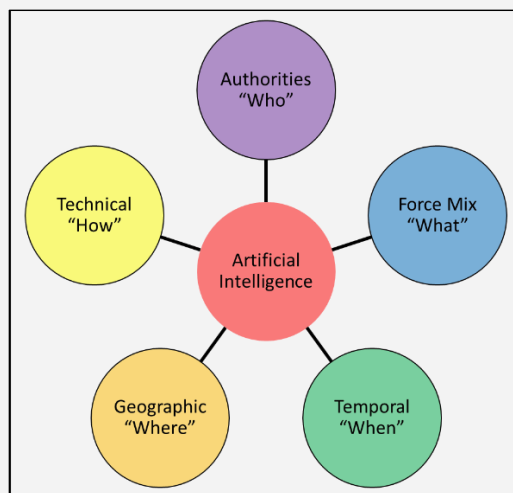 Authorities
“Who”
Technical
“How”
Force Mix
“What”
Artificial
Intelligence
Geographic
“Where”
Temporal
“When”